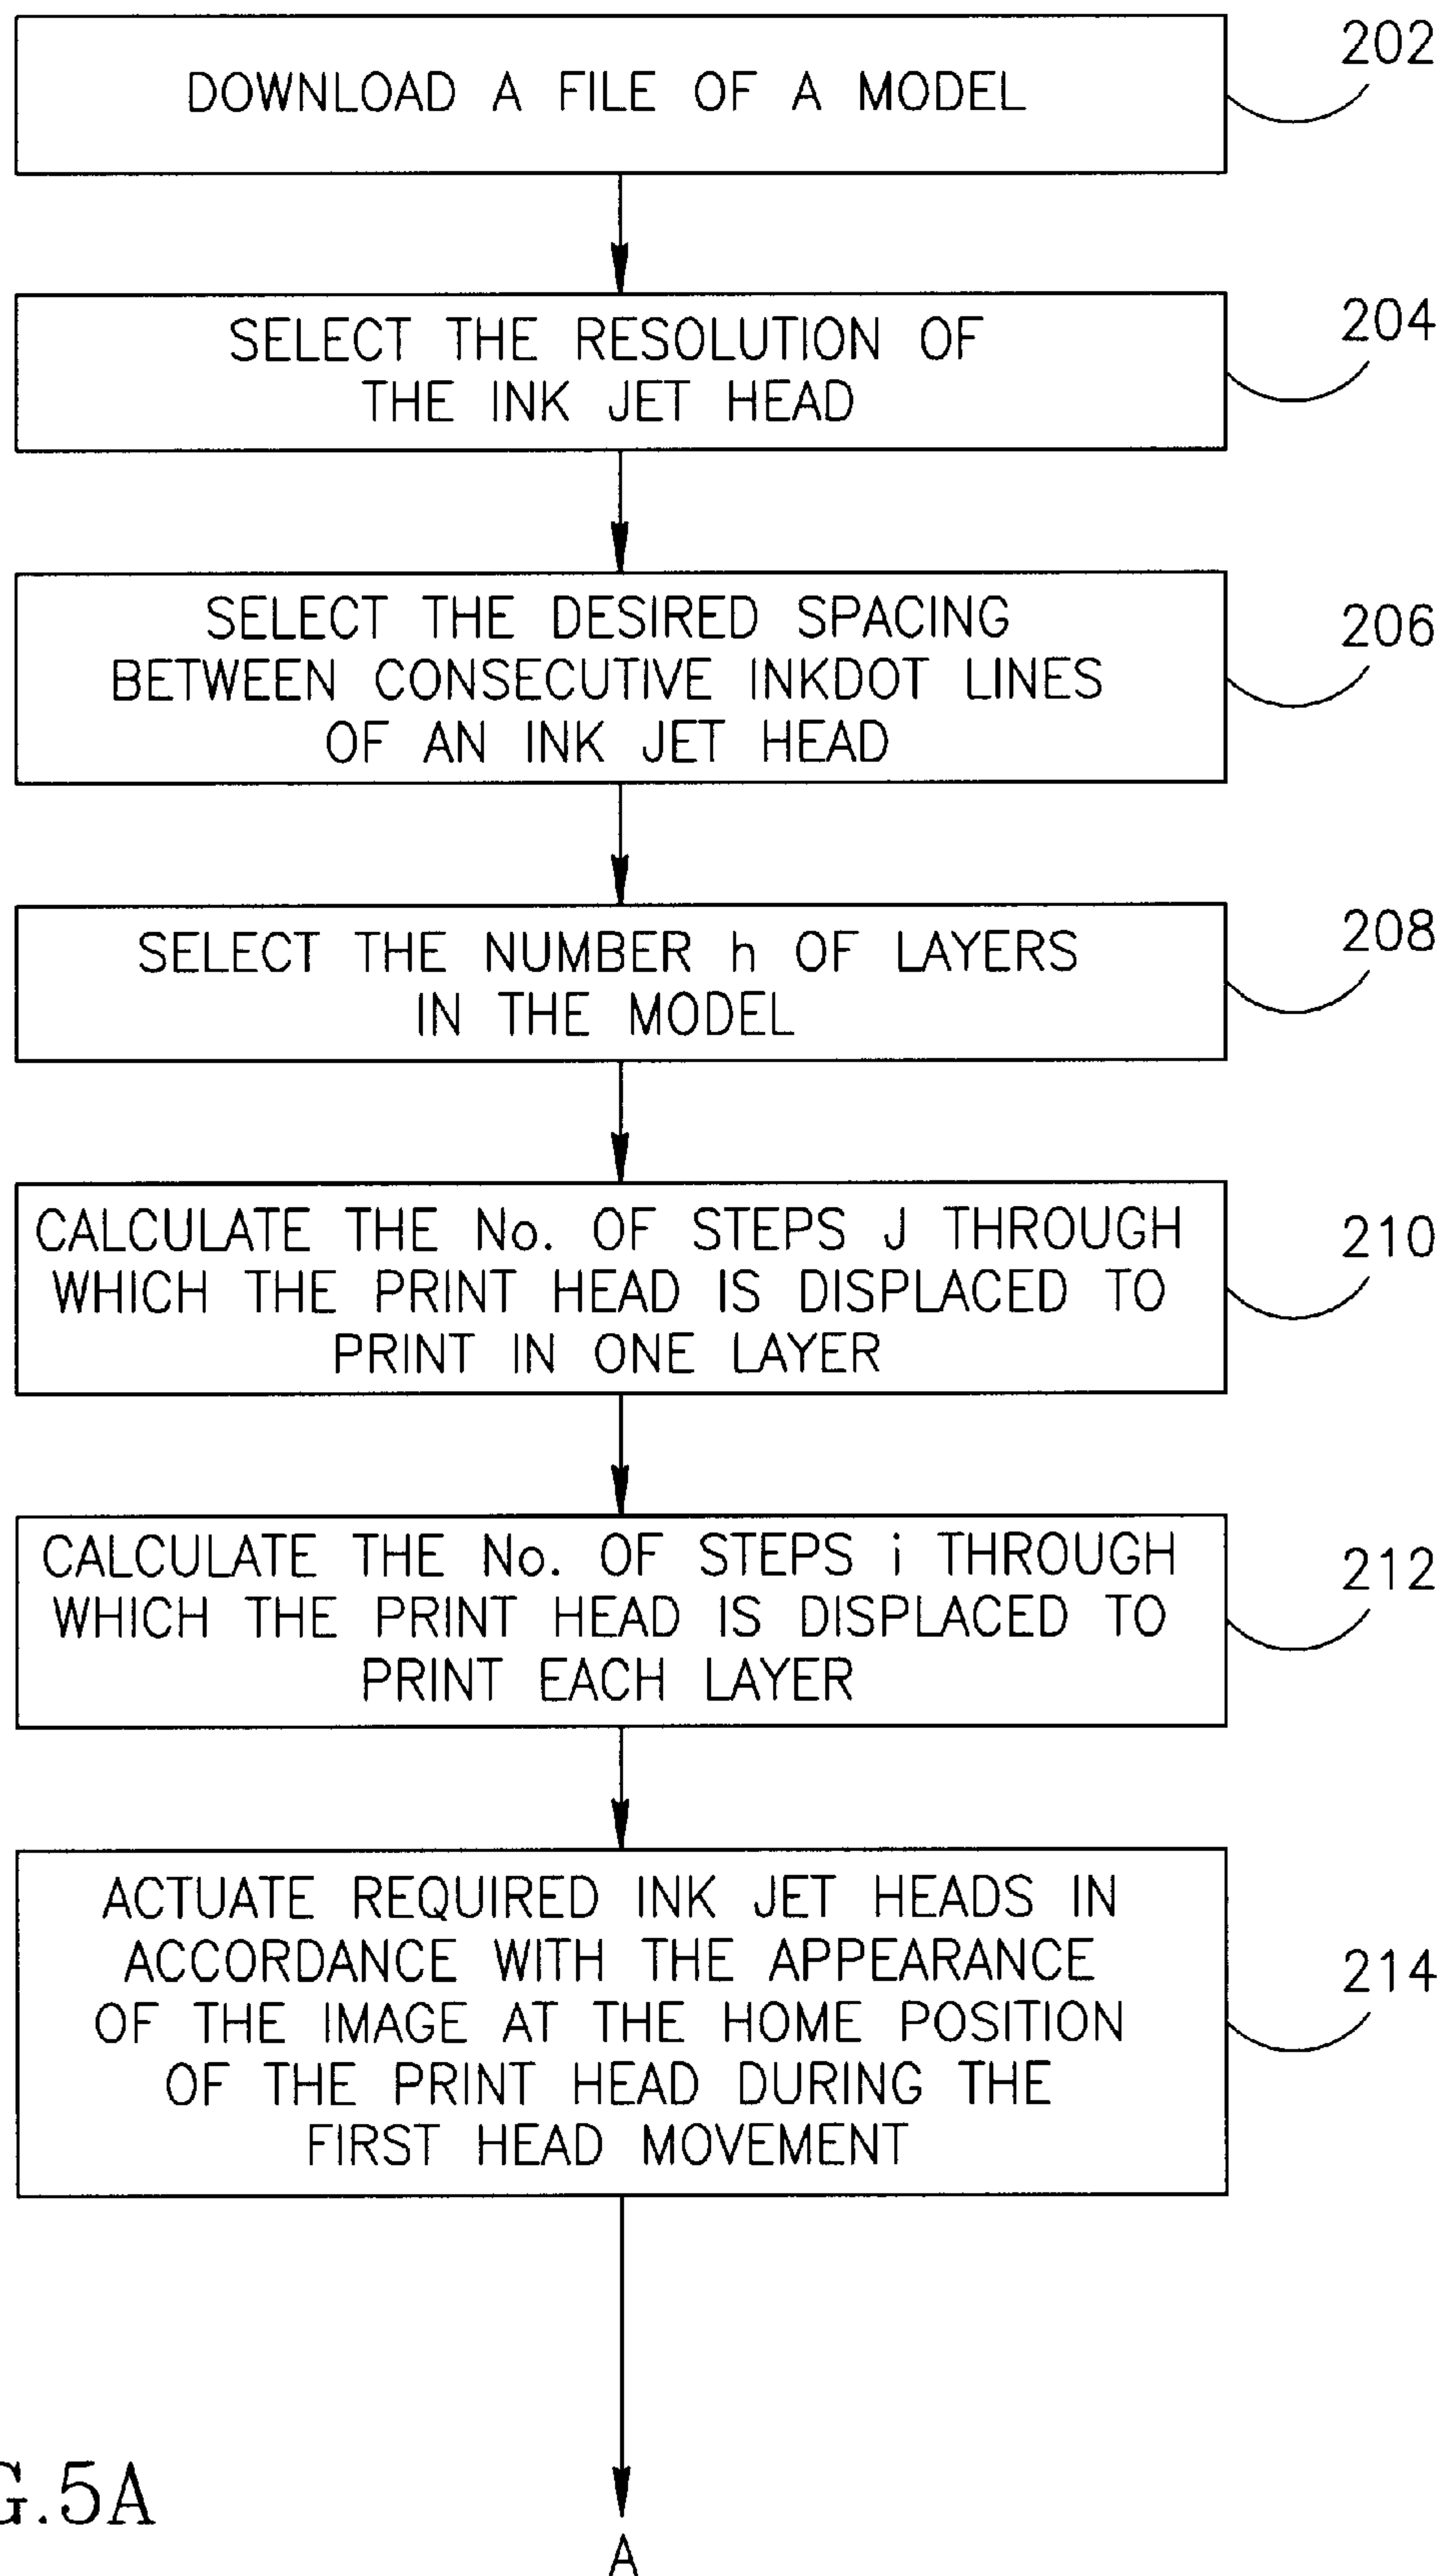 DOWNLOAD A FILE OF A MODEL
202
SELECT THE RESOLUTION OF
THE INK JET HEAD
204
SELECT THE DESIRED SPACING
BETWEEN CONSECUTIVE INKDOT LINES
OF AN INK JET HEAD
206
SELECT THE NUMBER h OF LAYERS
IN THE MODEL
208
CALCULATE THE No. OF STEPS J THROUGH
WHICH THE PRINT HEAD IS DISPLACED TO
PRINT IN ONE LAYER
210
CALCULATE THE No. OF STEPS i THROUGH
WHICH THE PRINT HEAD IS DISPLACED TO
PRINT EACH LAYER
212
ACTUATE REQUIRED INK JET HEADS IN
ACCORDANCE WITH THE APPEARANCE
OF THE IMAGE AT THE HOME POSITION
OF THE PRINT HEAD DURING THE
FIRST HEAD MOVEMENT
214
G.5A
A